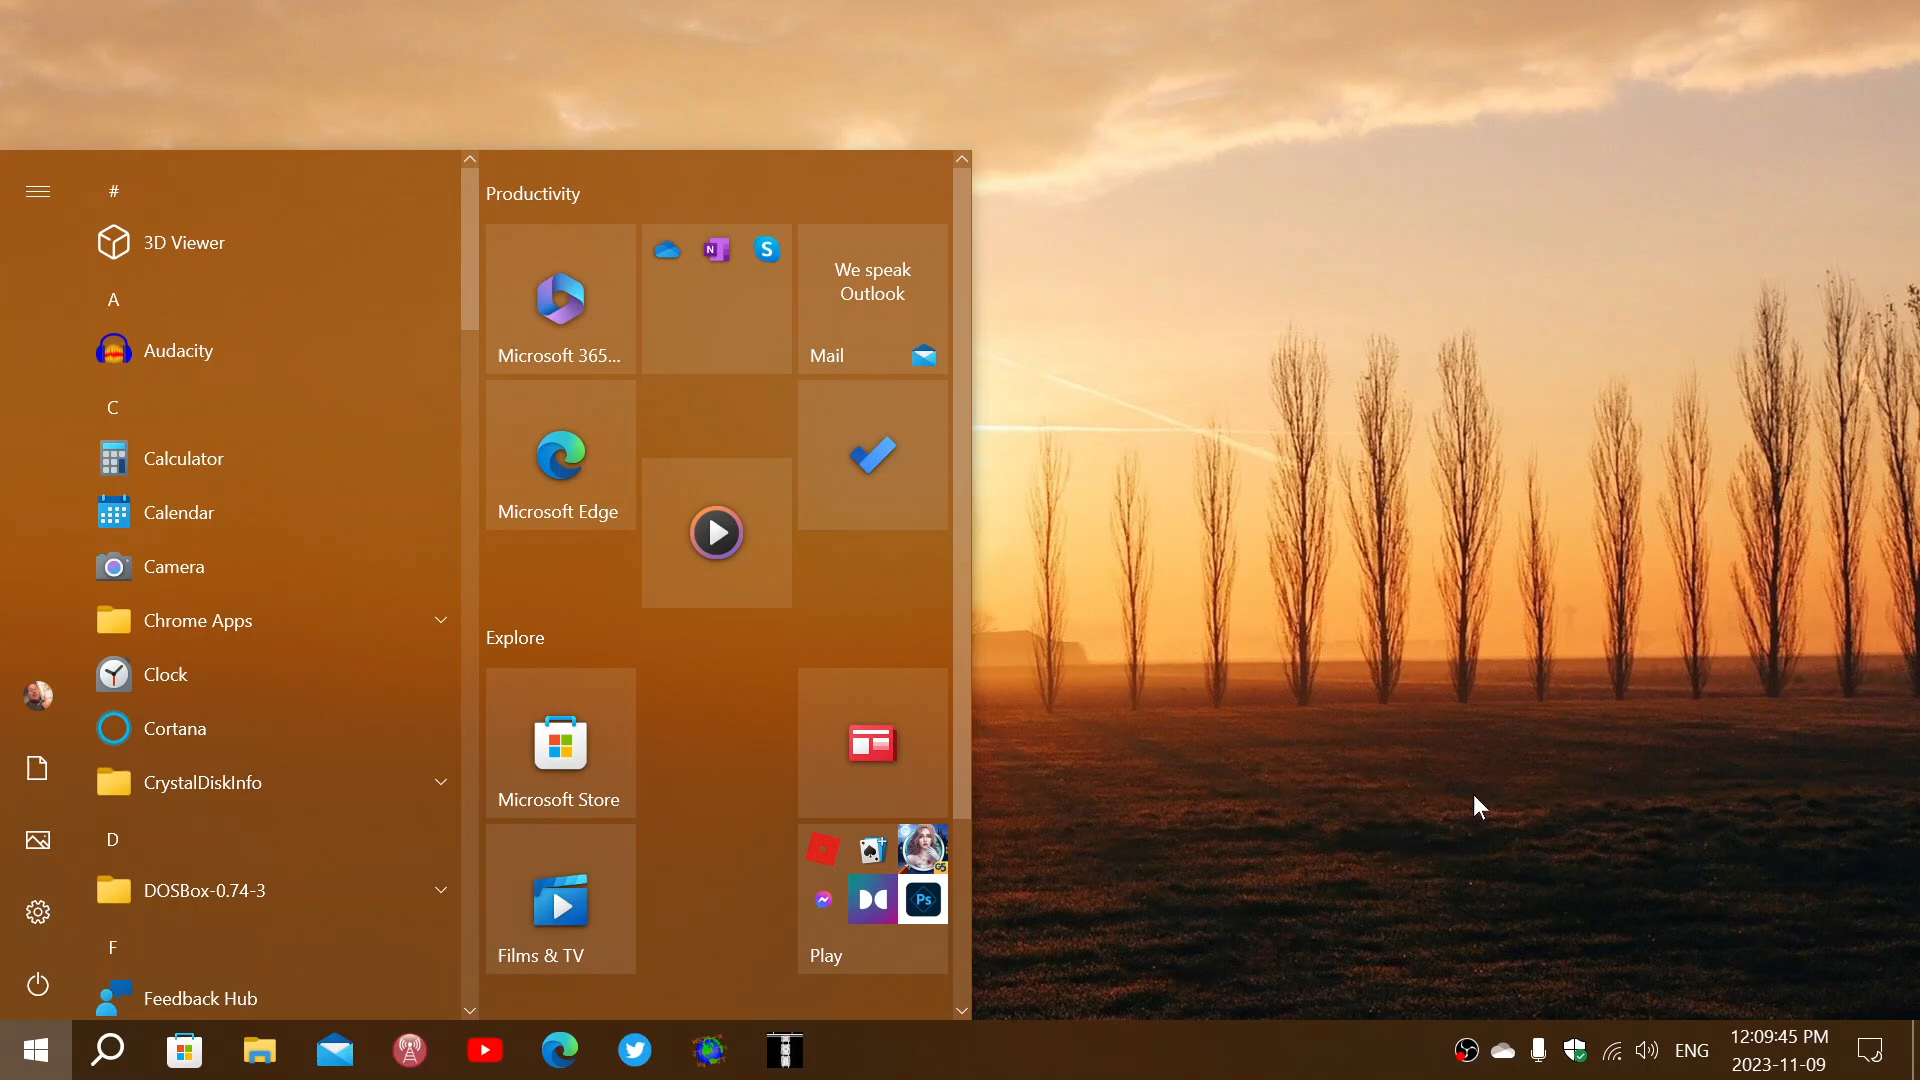 #
3D Viewer
A
Audacity
C
Calculator
Calendar
Camera
Chrome Apps
Clock
Cortana
CrystalDiskInfo
D
DOSBox-0.74-3
F
Feedback Hub
Productivity
N
S
We speak
Outlook
Microsoft 365...
Mail
Microsoft Edge
Explore
Microsoft Store
G5
Ps
Films & TV
Play
ENG
12:09:45 PM
2023-11-09